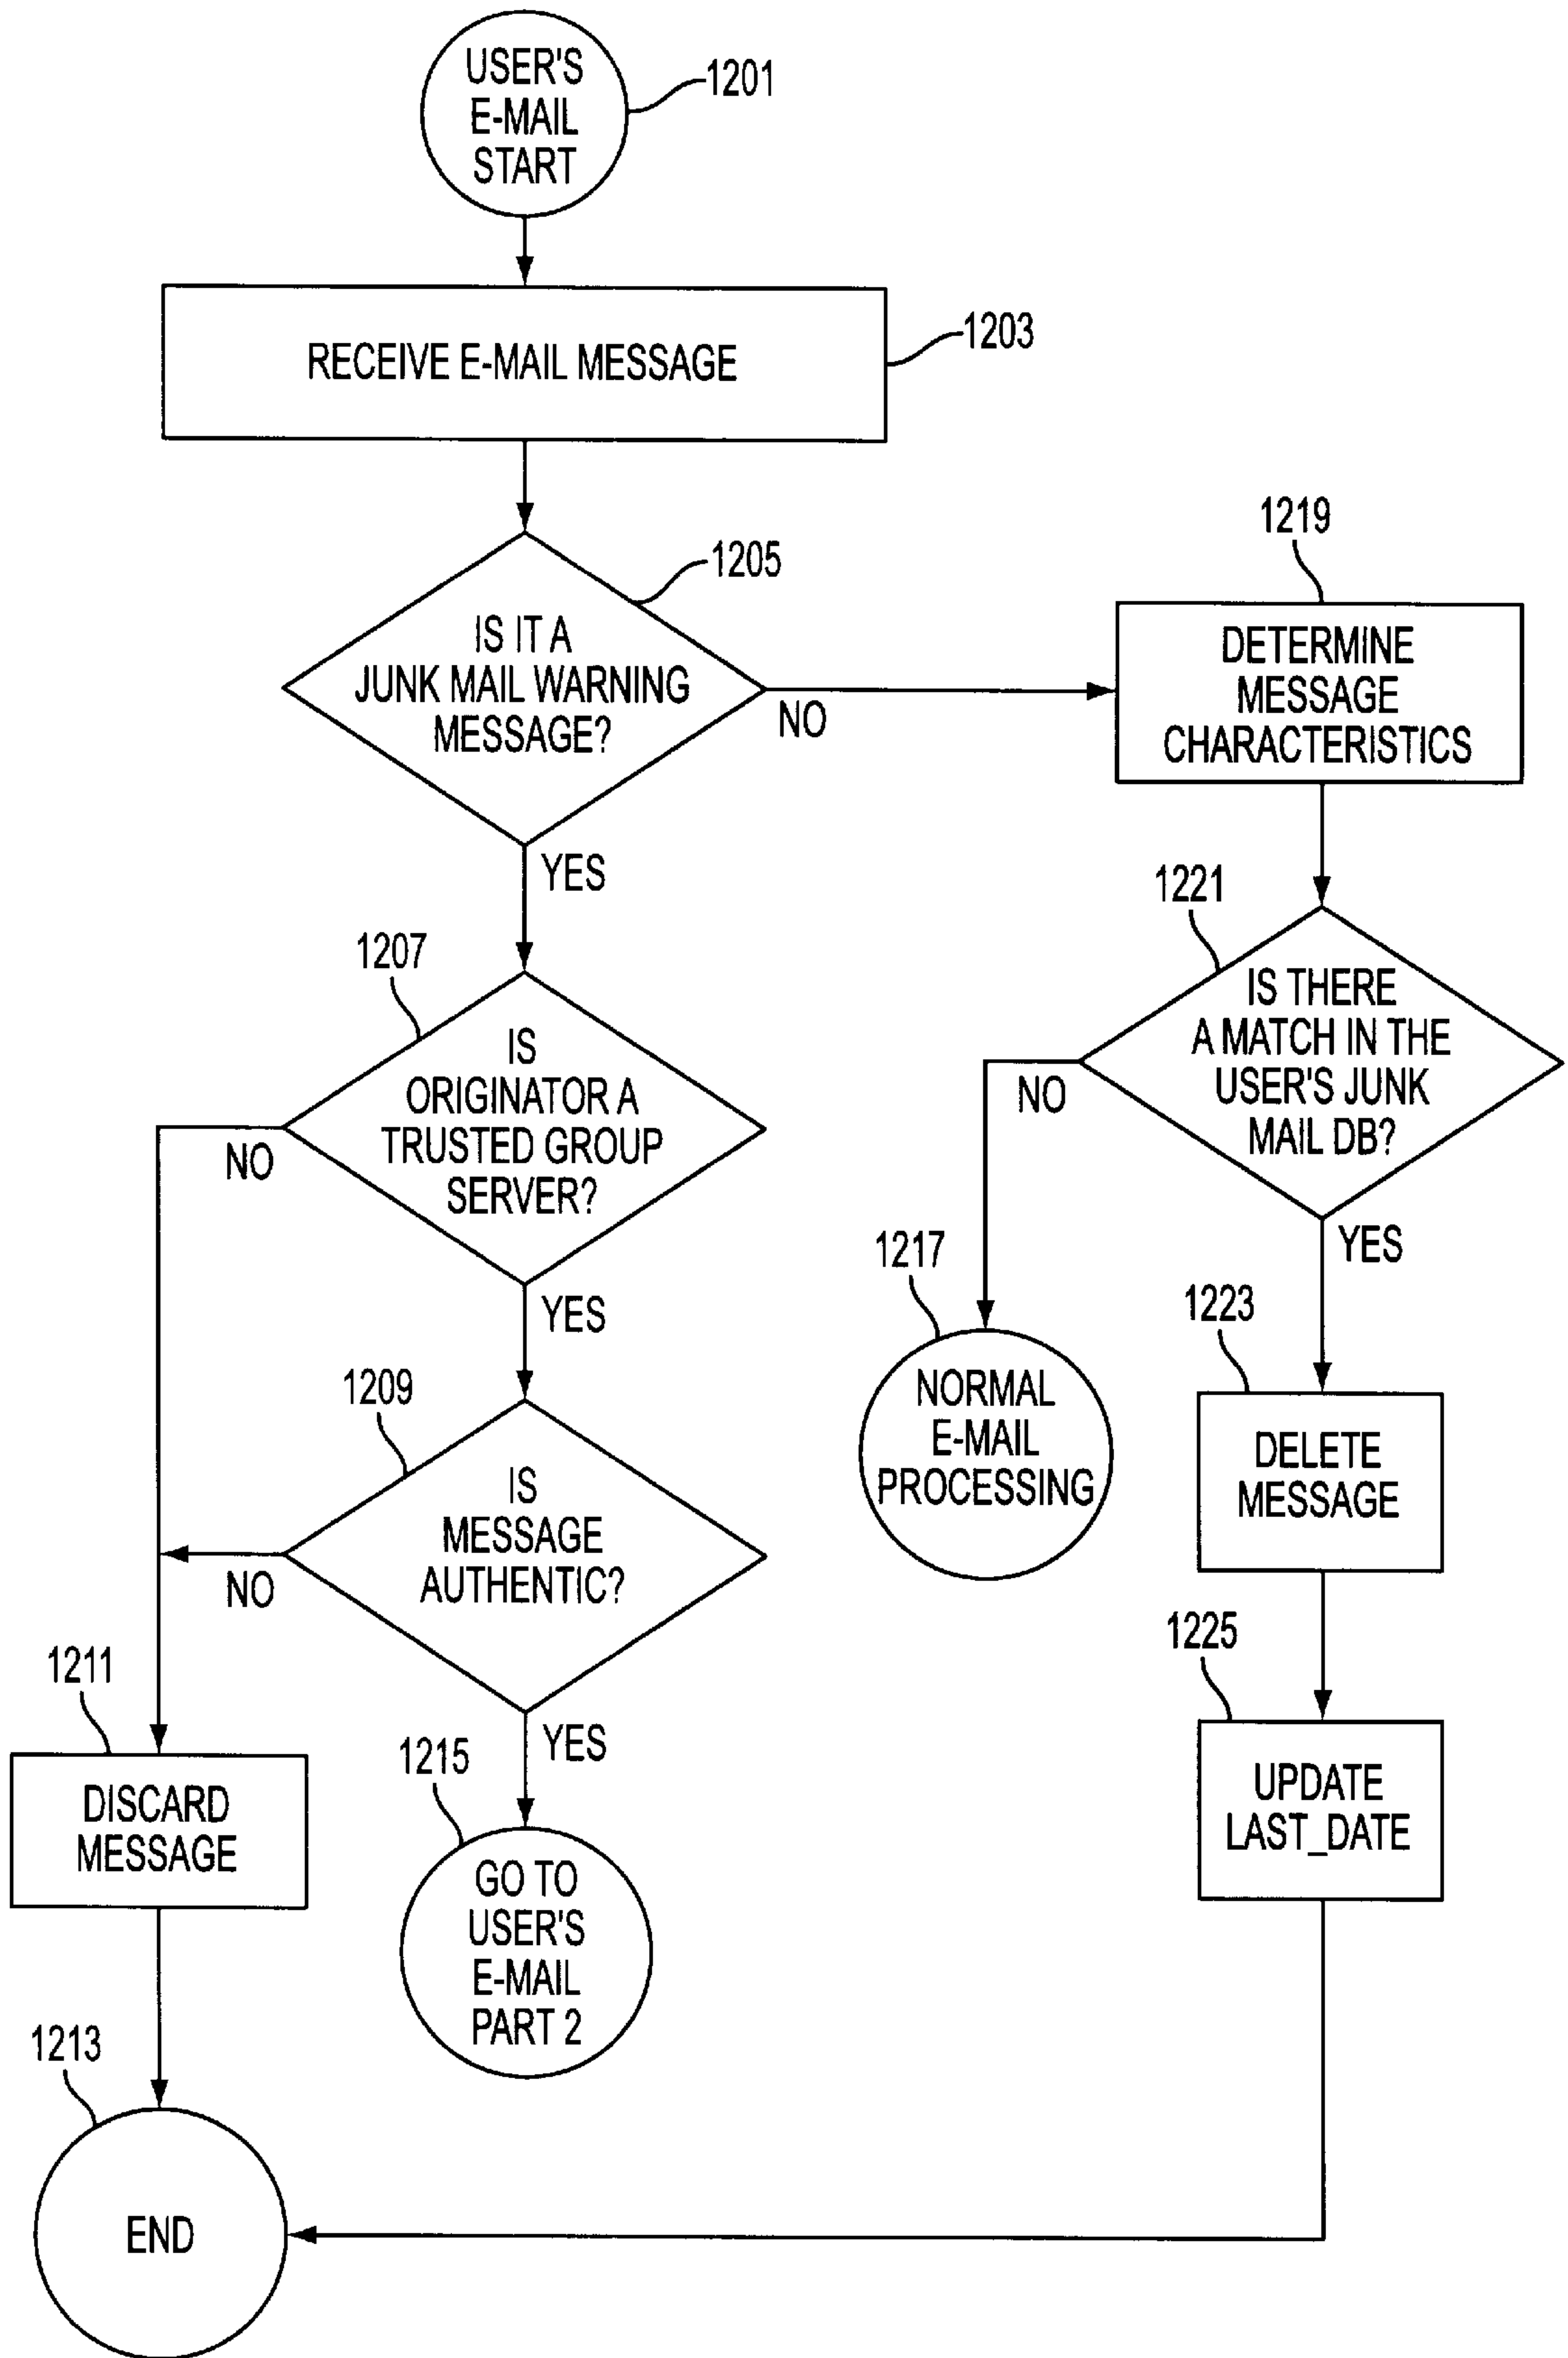 USER'S
E-MAIL
START
1201
RECEIVE E-MAIL MESSAGE
1203
IS IT A
JUNK MAIL WARNING
MESSAGE?
1205
NO
YES
1219
DETERMINE
MESSAGE
CHARACTERISTICS
1207
IS
ORIGINATOR A
TRUSTED GROUP
SERVER?
NO
YES
1221
IS THERE
A MATCH IN THE
USER'S JUNK
MAIL DB?
NO
YES
1217
NORMAL
E-MAIL
PROCESSING
1223
DELETE
MESSAGE
1209
IS
MESSAGE
AUTHENTIC?
NO
YES
1225
UPDATE
LAST_DATE
1211
DISCARD
MESSAGE
1215
GO TO
USER'S
E-MAIL
PART 2
1213
END